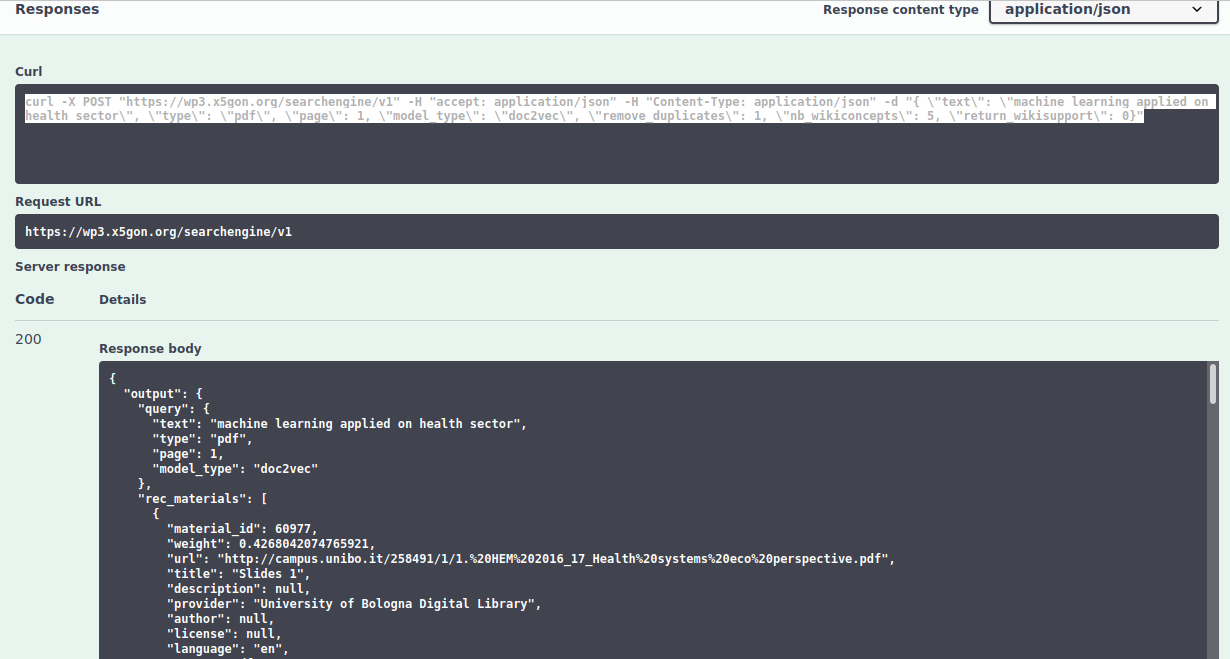 Responses
Response content type application/json
Curl
curl -X POST "https://wp3.x5gon.org/searchengine/v1" -H "accept: application/json" -H "Content-Type: application/json" -d "{ \"text\": \"machine learning applied on
health sector\", \"type\": \"pdf\", \"page\": 1, \"model_type\": \"doc2vec\", \"remove_duplicates\": 1, \"nb_wikiconcepts\": 5, \"return_wikisupport\": 0}"
Request URL
https://wp3.x5gon.org/searchengine/v1
Server response
Code Details
200
Response body
{
"output": {
"query": {
"text": "machine learning applied on health sector",
"type": "pdf",
"page": 1,
"model_type": "doc2vec"
},
"rec_materials": [
{
"material_id": 60977,
"weight": 0.4268042074765921,
"url": "http://campus.unibo.it/258491/1/1.%20HEM%202016_17_Health%20systems%20eco%20perspective.pdf",
"title": "Slides 1",
"description": null,
"provider": "University of Bologna Digital Library",
"author": null,
"license": null,
"language": "en",